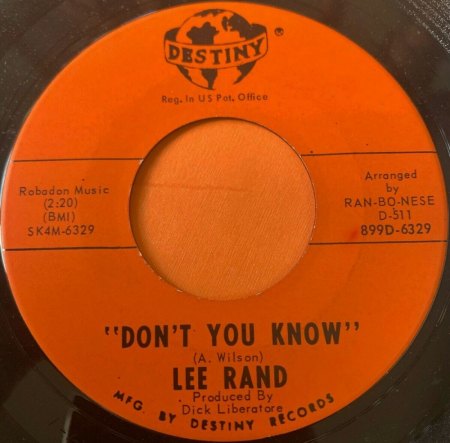 DESTINY
®
Reg. In US Pat, Office
Robadon Music
(2:20)
(BMI)
SK4M-6329
Arranged
by
RAN-BO-NESE
D-511
899D-6329
"DON'T YOU KNOW"
(A. Wilson)
LEE RAND
Produced By
Dick Liberatore
MFG. BY DESTINY RECORDS